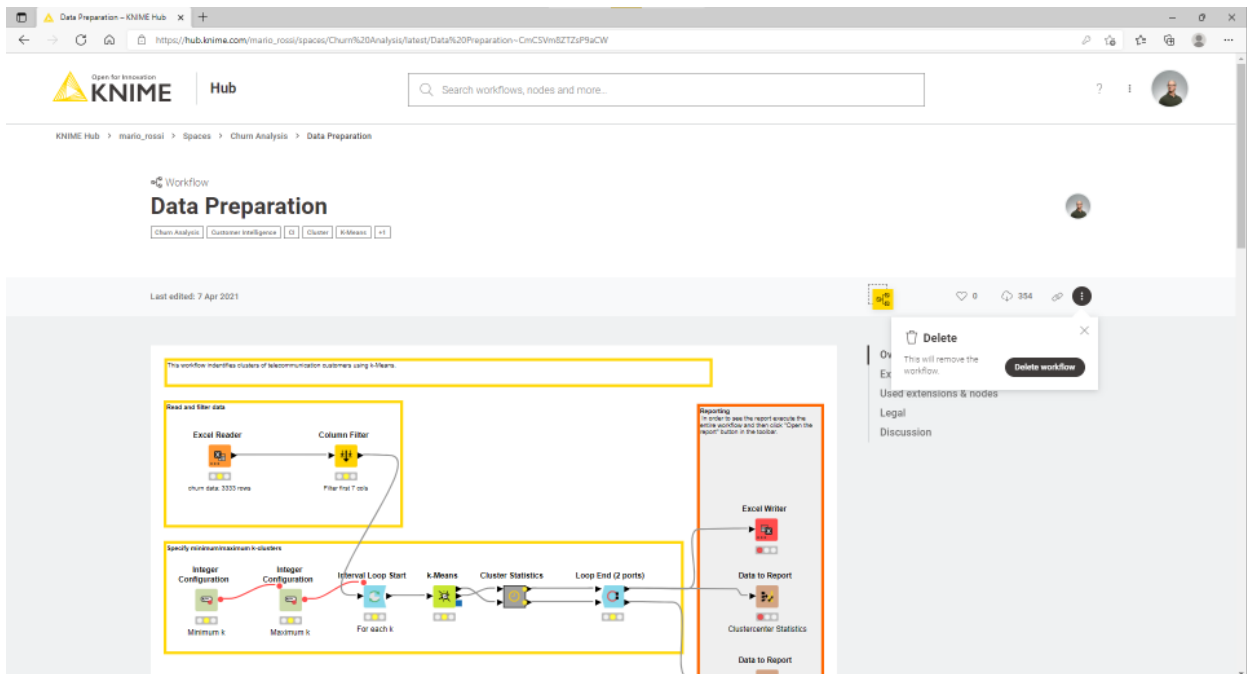 Data Preparation – KNIME Hub
https://hub.knime.com/mario_rossi/spaces/Churn%20Analysis/latest/Data%20Preparation~CmCSVm8ZTZsP9aCW
Open for Innovation
KNIME
Hub
Search workflows, nodes and more...
?
KNIME Hub > mario_rossi > Spaces > Churn Analysis > Data Preparation
Workflow
Data Preparation
Churn Analysis Customer Intelligence CI Cluster K-Means +1
Last edited: 7 Apr 2021
0 354
Delete
This will remove the
workflow.
Delete workflow
Ov
Ex
Used extensions & nodes
Legal
Discussion
This workflow indentifies clusters of telecommunication customers using k-Means.
Read and filter data
Excel Reader
Column Filter
churn data: 3333 rows
Filter first 7 cols
Reporting
In order to see the report execute the
entire workflow and then click "Open the
report" button in the toolbar.
Excel Writer
Specify minimum/maximum k-clusters
Integer
Configuration
Integer
Configuration
Interval Loop Start
k-Means
Cluster Statistics
Loop End (2 ports)
Data to Report
Minimum k
Maximum k
For each k
Clustercenter Statistics
Data to Report